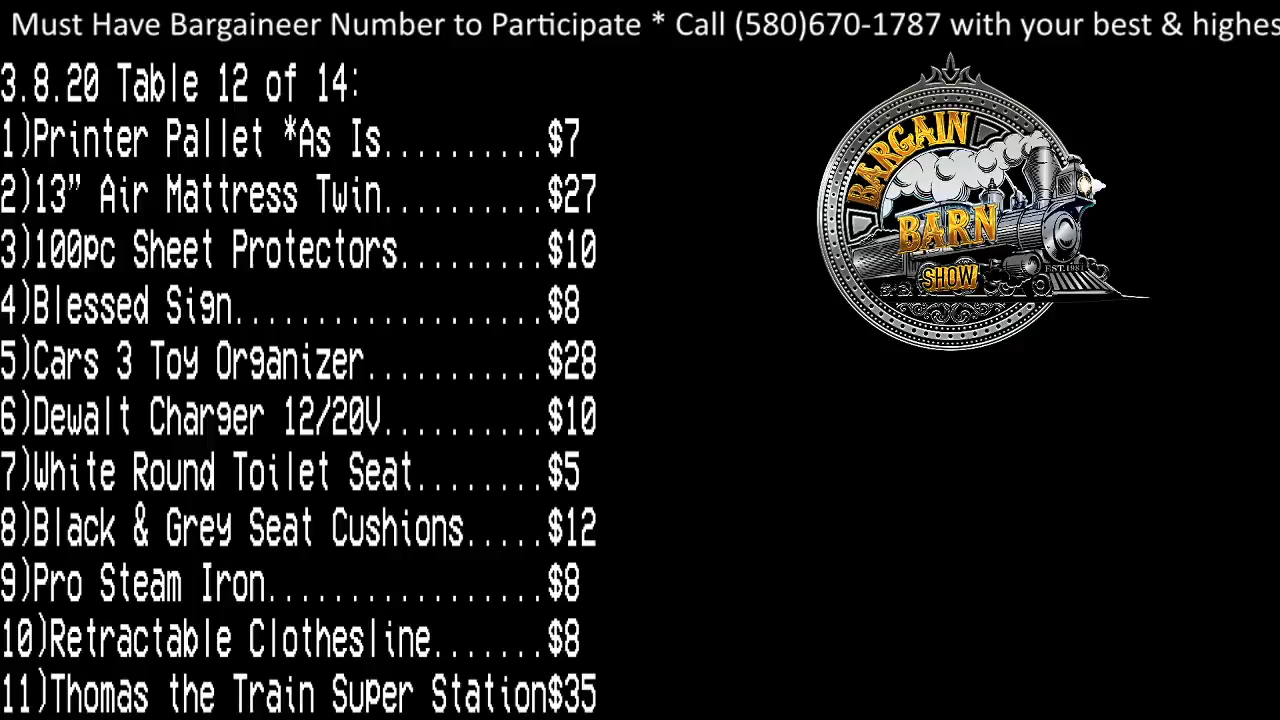 Must Have Bargaineer Number to Participate * Call (580)670-1787 with your best & highes
3.8.20 Table 12 of 14:
1)Printer Pallet *As Is..........$7
2)13" Air Mattress Twin..........$27
3)100pc Sheet Protectors.........$10
4)Blessed Sign...................$8
5)Cars 3 Toy Organizer...........$28
6)Dewalt Charger 12/20V..........$10
7)White Round Toilet Seat........$5
8)Black & Grey Seat Cushions.....$12
9)Pro Steam Iron.................$8
10)Retractable Clothesline.......$8
11)Thomas the Train Super Station$35
BARGAIN
BARN
SHOW